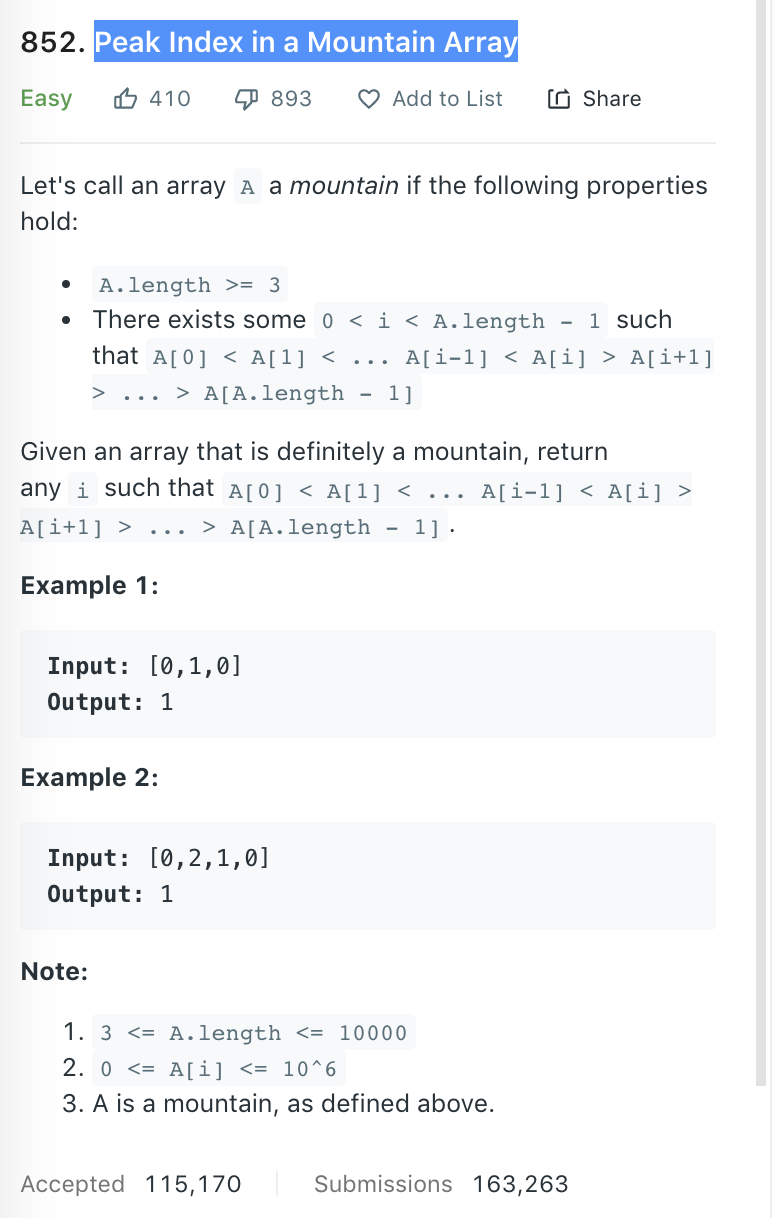 852. Peak Index in a Mountain Array
Easy 410 893 Add to List Share
Let's call an array A a mountain if the following properties
hold:
• A.length >= 3
• There exists some 0 < i < A.length - 1 such
that A[0] < A[1] < ... A[i-1] < A[i] > A[i+1]
> ... > A[A.length - 1]
Given an array that is definitely a mountain, return
any i such that A[0] < A[1] < ... A[i-1] < A[i] >
A[i+1] > ... > A[A.length - 1].
Example 1:
Input: [0,1,0]
Output: 1
Example 2:
Input: [0,2,1,0]
Output: 1
Note:
1. 3 <= A.length <= 10000
2. 0 <= A[i] <= 10^6
3. A is a mountain, as defined above.
Accepted 115,170 Submissions 163,263